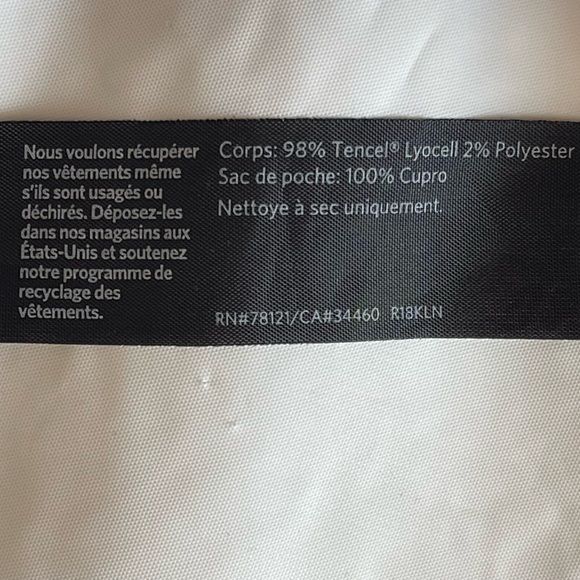 Nous voulons récupérer
nos vêtements même
s'ils sont usagés ou
déchirés. Déposez-les
dans nos magasins aux
États-Unis et soutenez
notre programme de
recyclage des
vêtements.
Corps: 98% Tencel® Lyocell 2% Polyester
Sac de poche: 100% Cupro
Nettoye à sec uniquement.
RN#78121/CA#34460 R18KLN